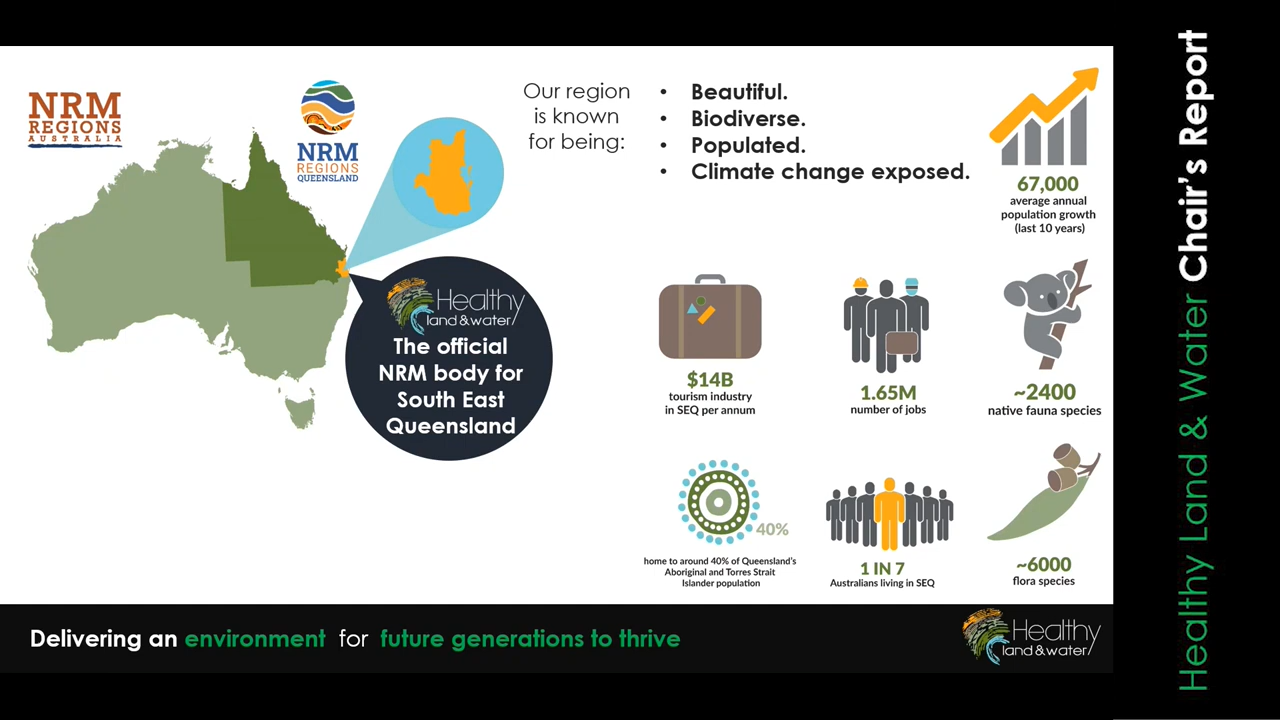 NRM
REGIONS
AUSTRALIA
NRM
REGIONS
QUEENSLAND
Healthy
land & water
The official
NRM body for
South East
Queensland
Our region
is known
for being:
• Beautiful.
• Biodiverse.
• Populated.
• Climate change exposed.
67,000
average annual
population growth
(last 10 years)
$14B
tourism industry
in SEQ per annum
1.65M
number of jobs
~2400
native fauna species
40%
home to around 40% of Queensland's
Aboriginal and Torres Strait
Islander population
1 IN 7
Australians living in SEQ
~6000
flora species
Delivering an environment for future generations to thrive
Healthy
land & water
Healthy Land & Water Chair's Report